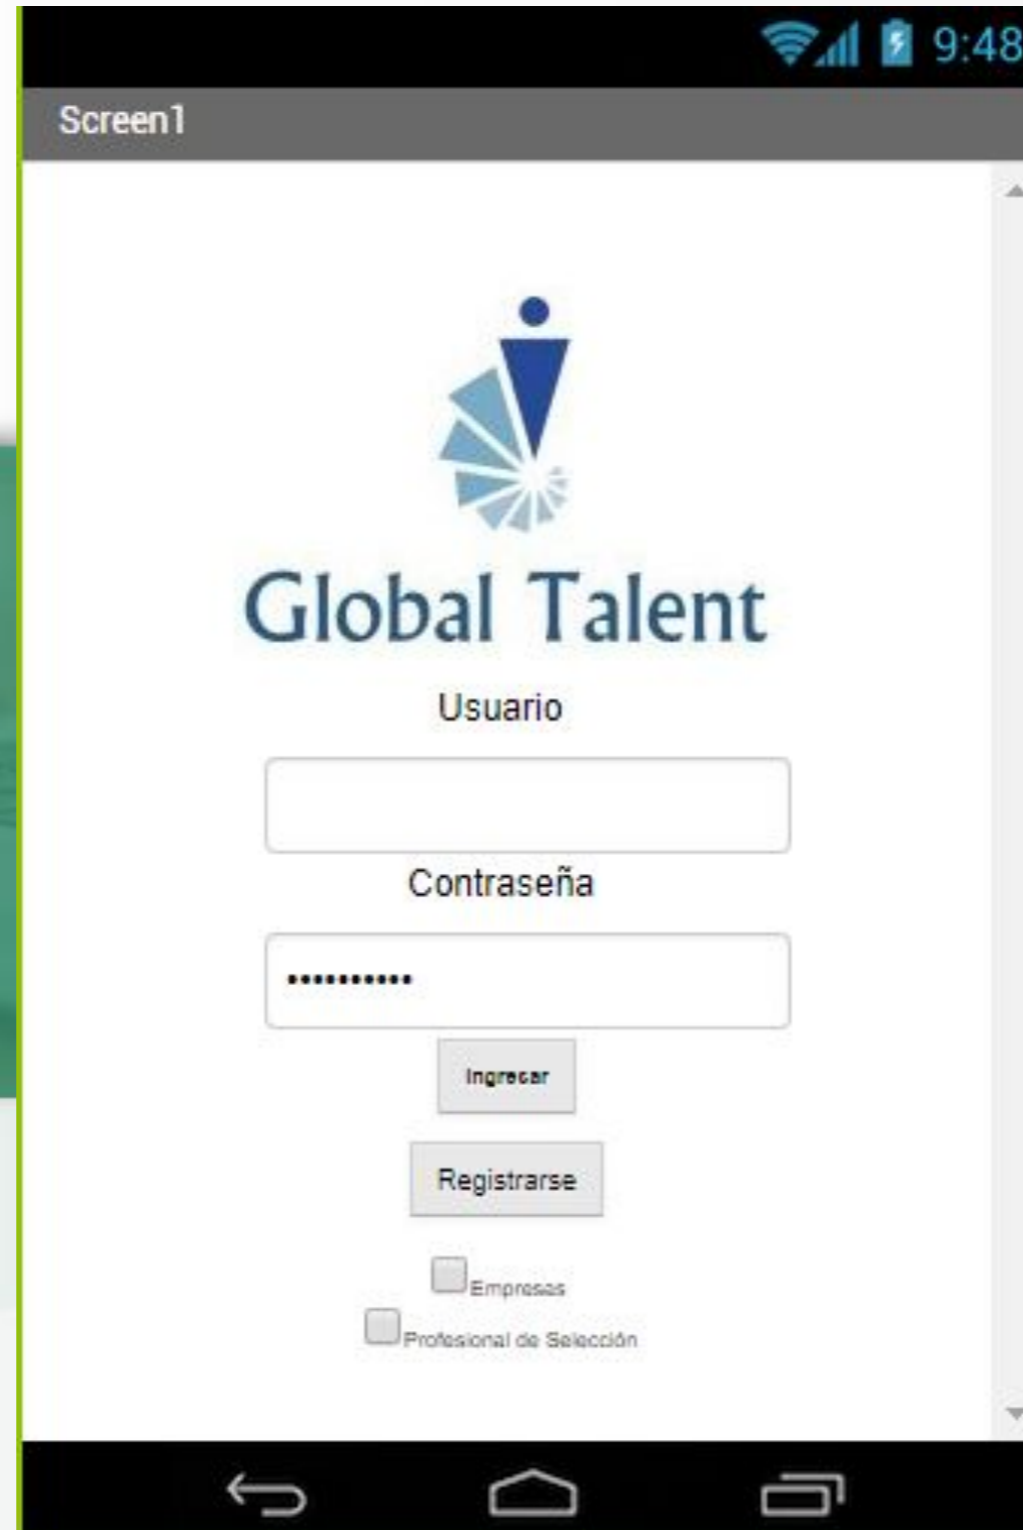 9:48
Screen1
Global Talent
Usuario
Contraseña
••••••••••
Ingresar
Registrarse
Empresas
Profesional de Selección